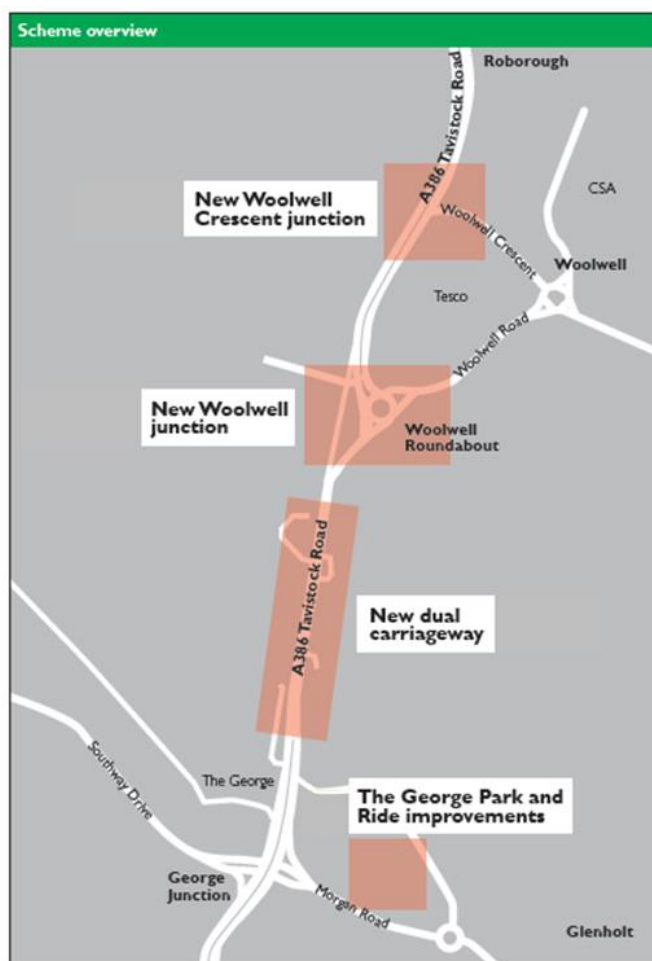 Scheme overview
Roborough
A386 Tavistock Road
CSA
New Woolwell
Crescent junction
Woolwell Crescent
Woolwell
Tesco
Woolwell Road
New Woolwell
junction
Woolwell
Roundabout
A386 Tavistock Road
New dual
carriageway
Southway Drive
The George
The George Park and
Ride improvements
George
Junction
Morgan Road
Glenholt